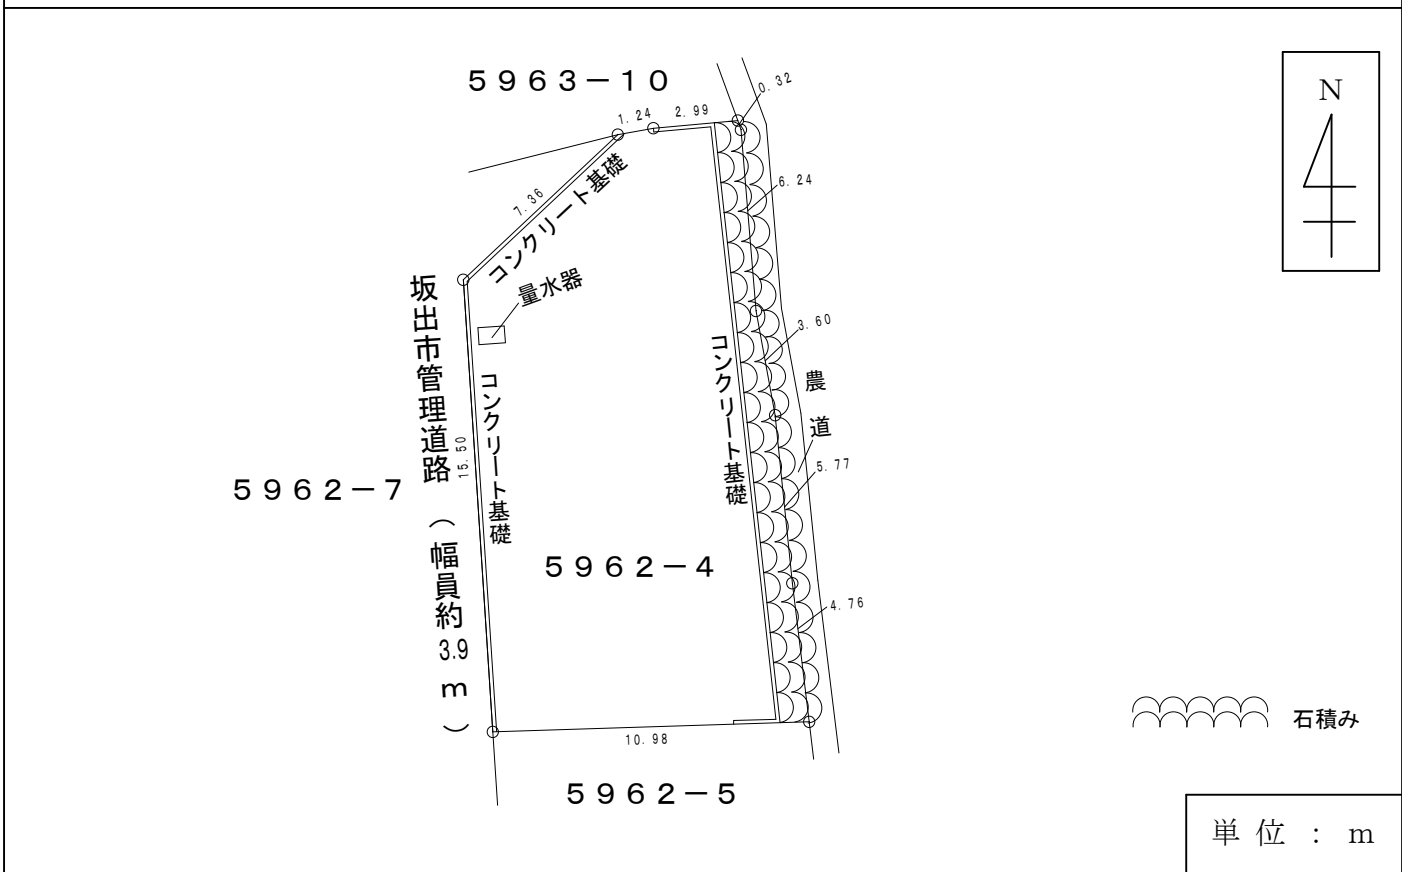 ５９６３－１０
0.32
2.99
1.24
N
6.24
7.36
コンクリート基礎
量水器
3.60
コンクリート基礎
農道
坂出市管理道路（幅員約3.9ｍ）
コンクリート基礎
15.50
5.77
５９６２－７
５９６２－４
4.76
10.98
石積み
５９６２－５
単位：ｍ